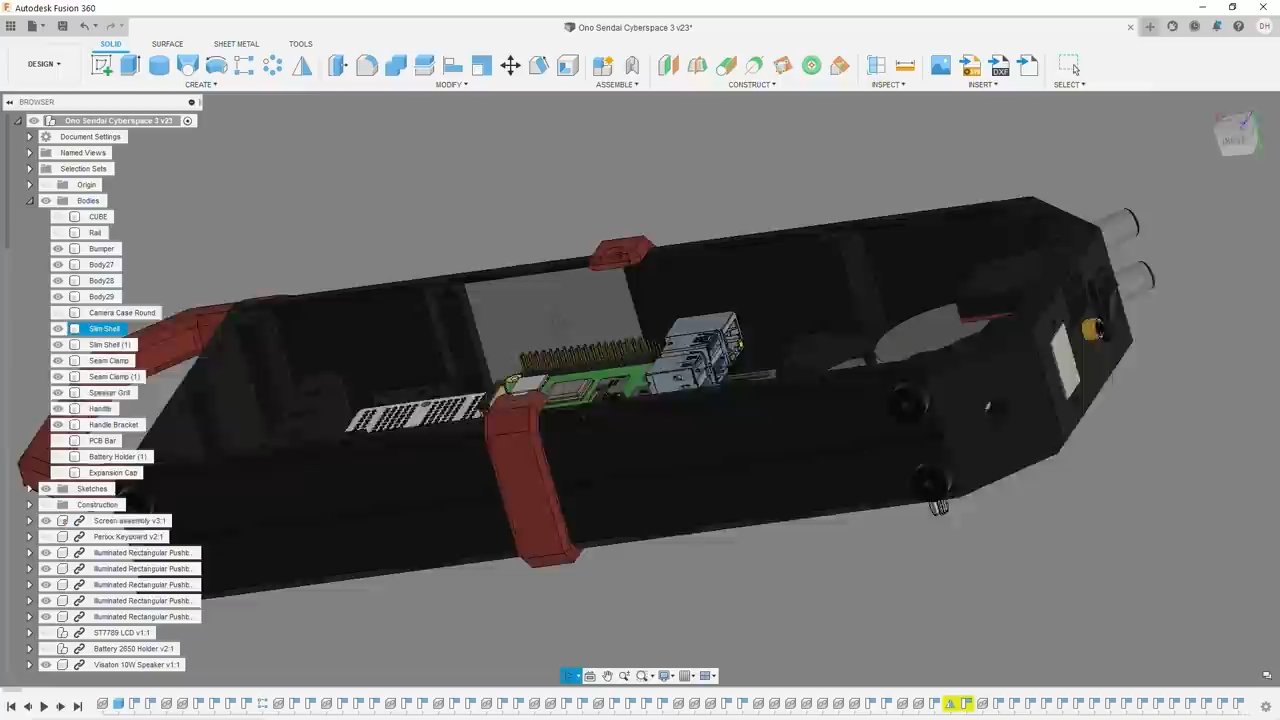 Autodesk Fusion 360
Ono Sendai Cyberspace 3 v23*
DH
SOLID SURFACE SHEET METAL TOOLS
DESIGN
CREATE MODIFY ASSEMBLE CONSTRUCT INSPECT INSERT SELECT
DXF
BROWSER
Ono Sendai Cyberspace 3 v23
Document Settings
Named Views
Selection Sets
Origin
Bodies
CUBE
Rail
Bumper
Body27
Body28
Body29
Camera Case Round
Slim Shell
Slim Shell (1)
Seam Clamp
Seam Clamp (1)
Speaker Grill
Handle
Handle Bracket
PCB Bar
Battery Holder (1)
Expansion Cap
Sketches
Construction
Screen assembly v3:1
Perixx Keyboard v2:1
Illuminated Rectangular Pushb...
Illuminated Rectangular Pushb...
Illuminated Rectangular Pushb...
Illuminated Rectangular Pushb...
Illuminated Rectangular Pushb...
ST7789 LCD v1:1
Battery 2650 Holder v2:1
Visaton 10W Speaker v1:1